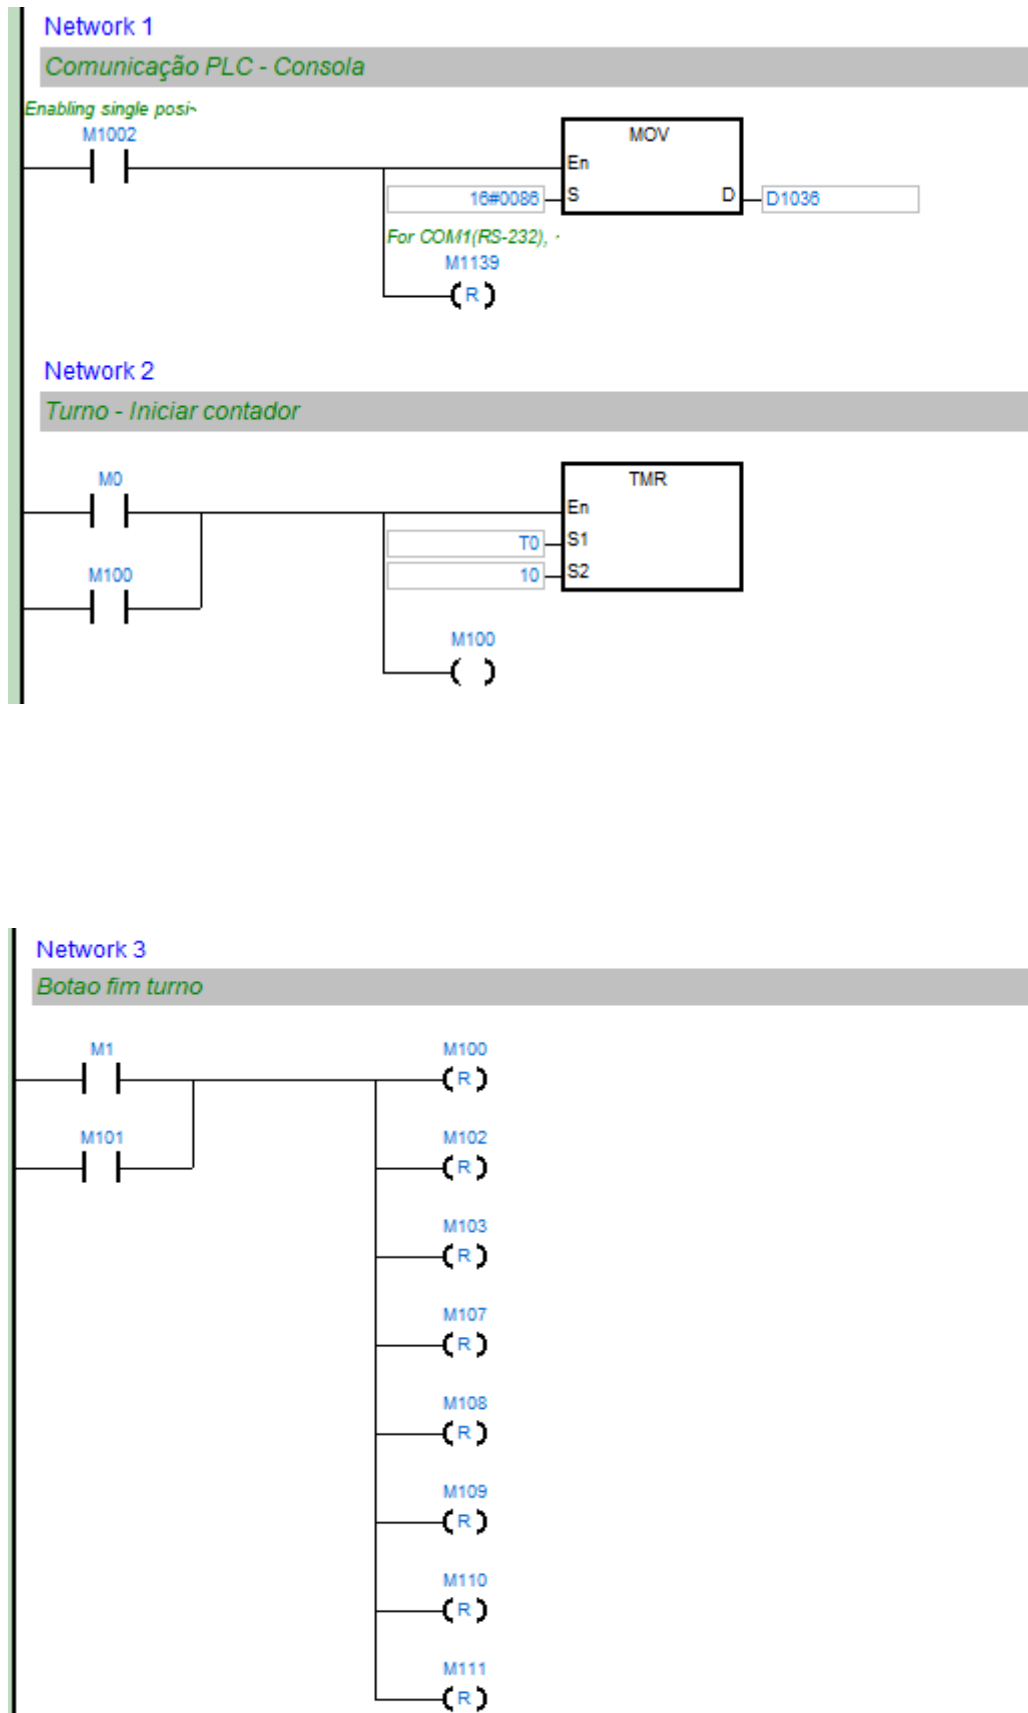 Network 1
Comunicação PLC - Consola
Enabling single posi~
M1002
MOV
En
16#0086 S D D1036
For COM1(RS-232), ·
M1139
R
Network 2
Turno - Iniciar contador
M0
TMR
En
T0 S1
10 S2
M100
M100
Network 3
Botao fim turno
M1 M100
R
M101 M102
R
M103
R
M107
R
M108
R
M109
R
M110
R
M111
R